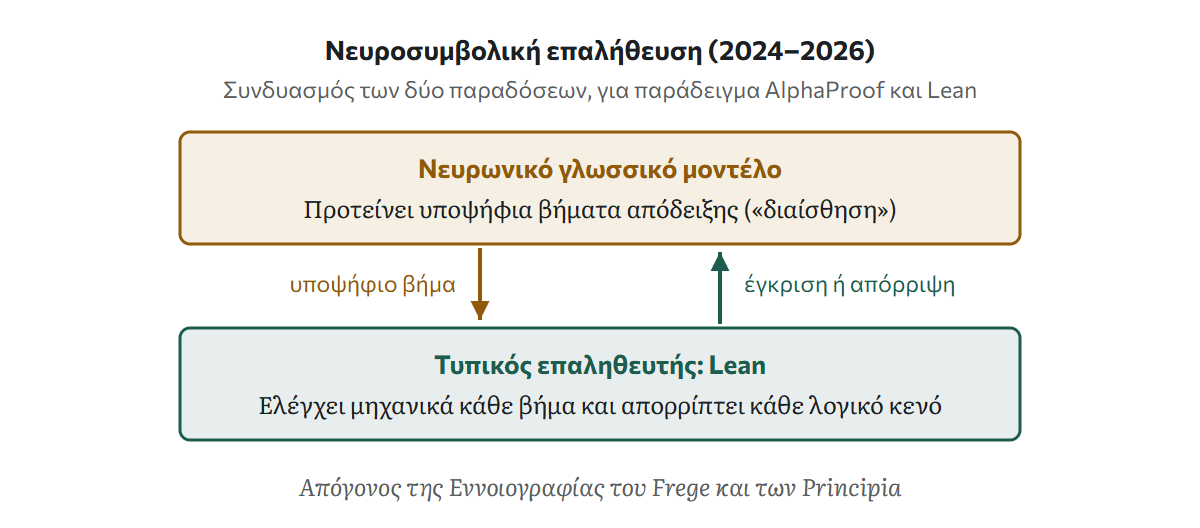 Νευροσυμβολική επαλήθευση (2024–2026)
Συνδυασμός των δύο παραδόσεων, για παράδειγμα AlphaProof και Lean
Νευρωνικό γλωσσικό μοντέλο
Προτείνει υποψήφια βήματα απόδειξης («διαίσθηση»)
υποψήφιο βήμα
έγκριση ή απόρριψη
Τυπικός επαληθευτής: Lean
Ελέγχει μηχανικά κάθε βήμα και απορρίπτει κάθε λογικό κενό
Απόγονος της Εννοιογραφίας του Frege και των Principia